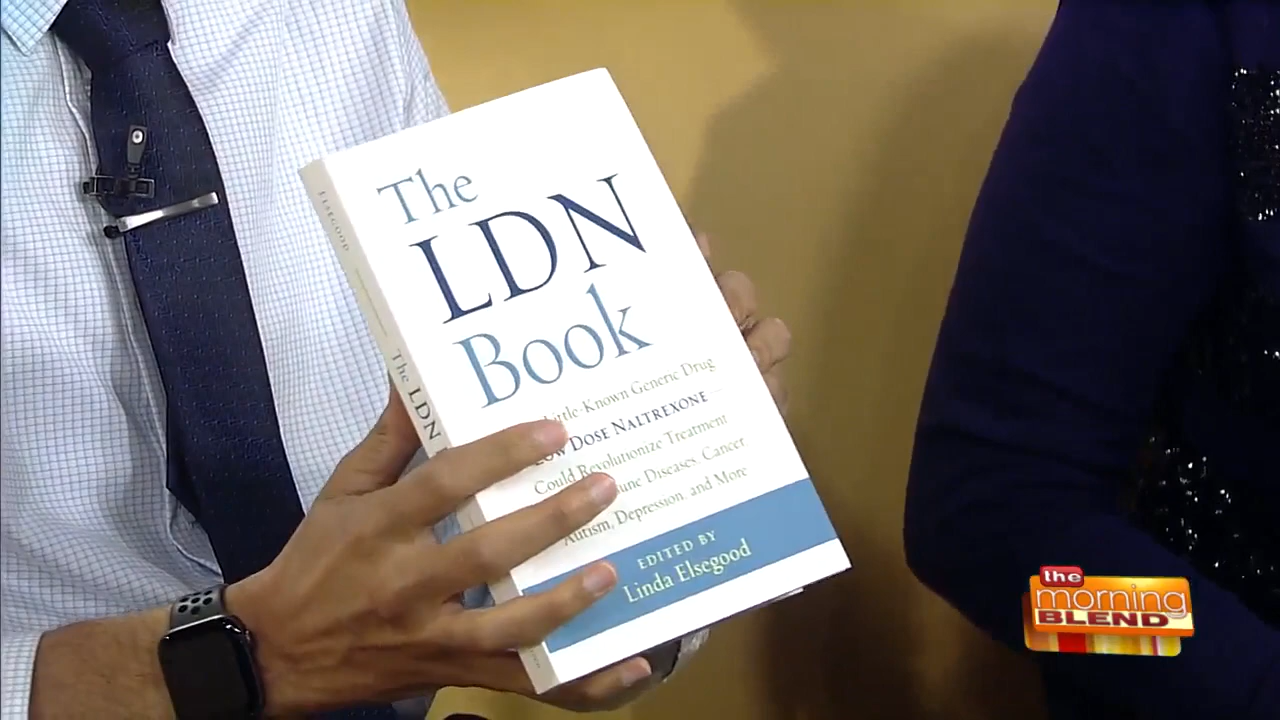 The
LDN
Book
Little-Known Generic Drug
Low Dose Naltrexone
Could Revolutionize Treatment
Diseases, Cancer
Autism, Depression, and More
EDITED BY
Linda Elsegood
ELSEGOOD
The LDN
the
morning
BLEND